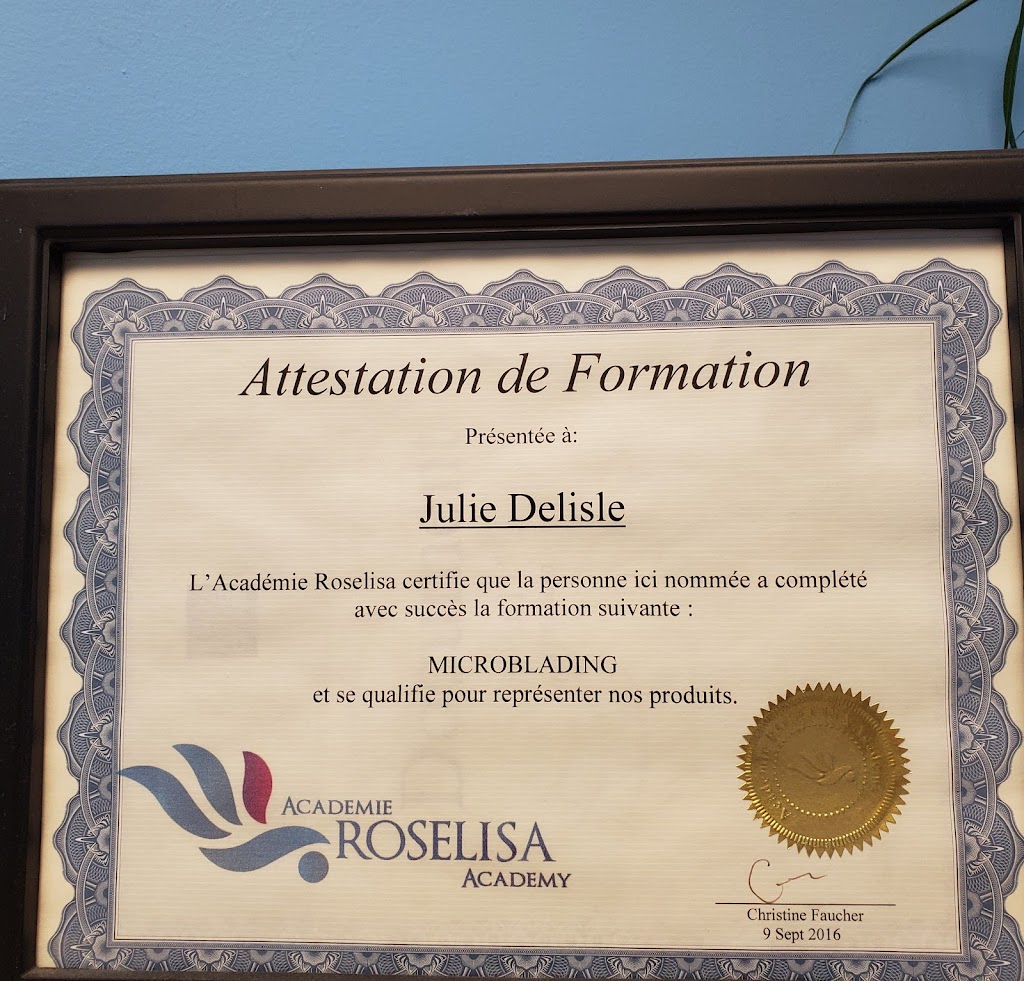 Attestation de Formation
Présentée à:
Julie Delisle
L'Académie Roselisa certifie que la personne ici nommée a complété
avec succès la formation suivante :
MICROBLADING
et se qualifie pour représenter nos produits.
ACADEMIE
ROSELISA
ACADEMY
Christine Faucher
9 Sept 2016